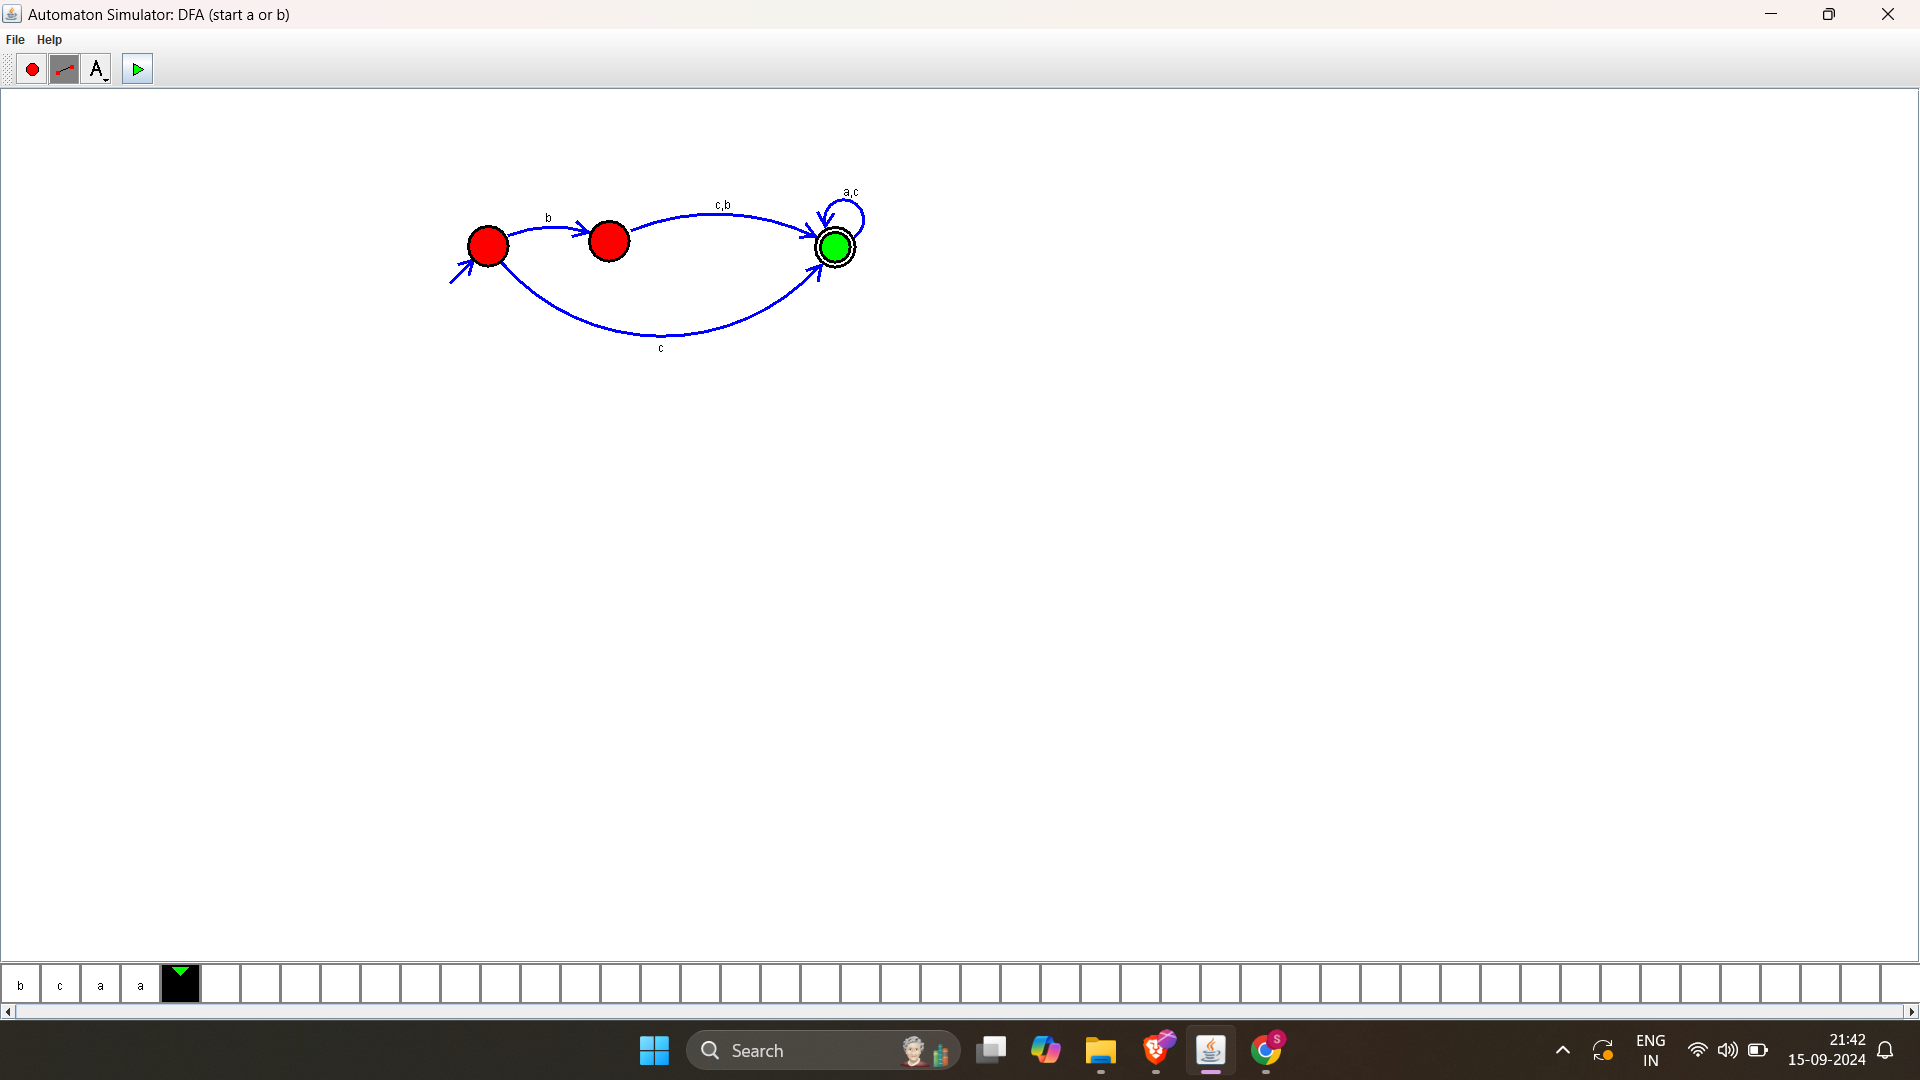 Automaton Simulator: DFA (start a or b)
File Help
A
a,c
c,b
b
c
b c a a
Search
S
ENG
IN
21:42
15-09-2024